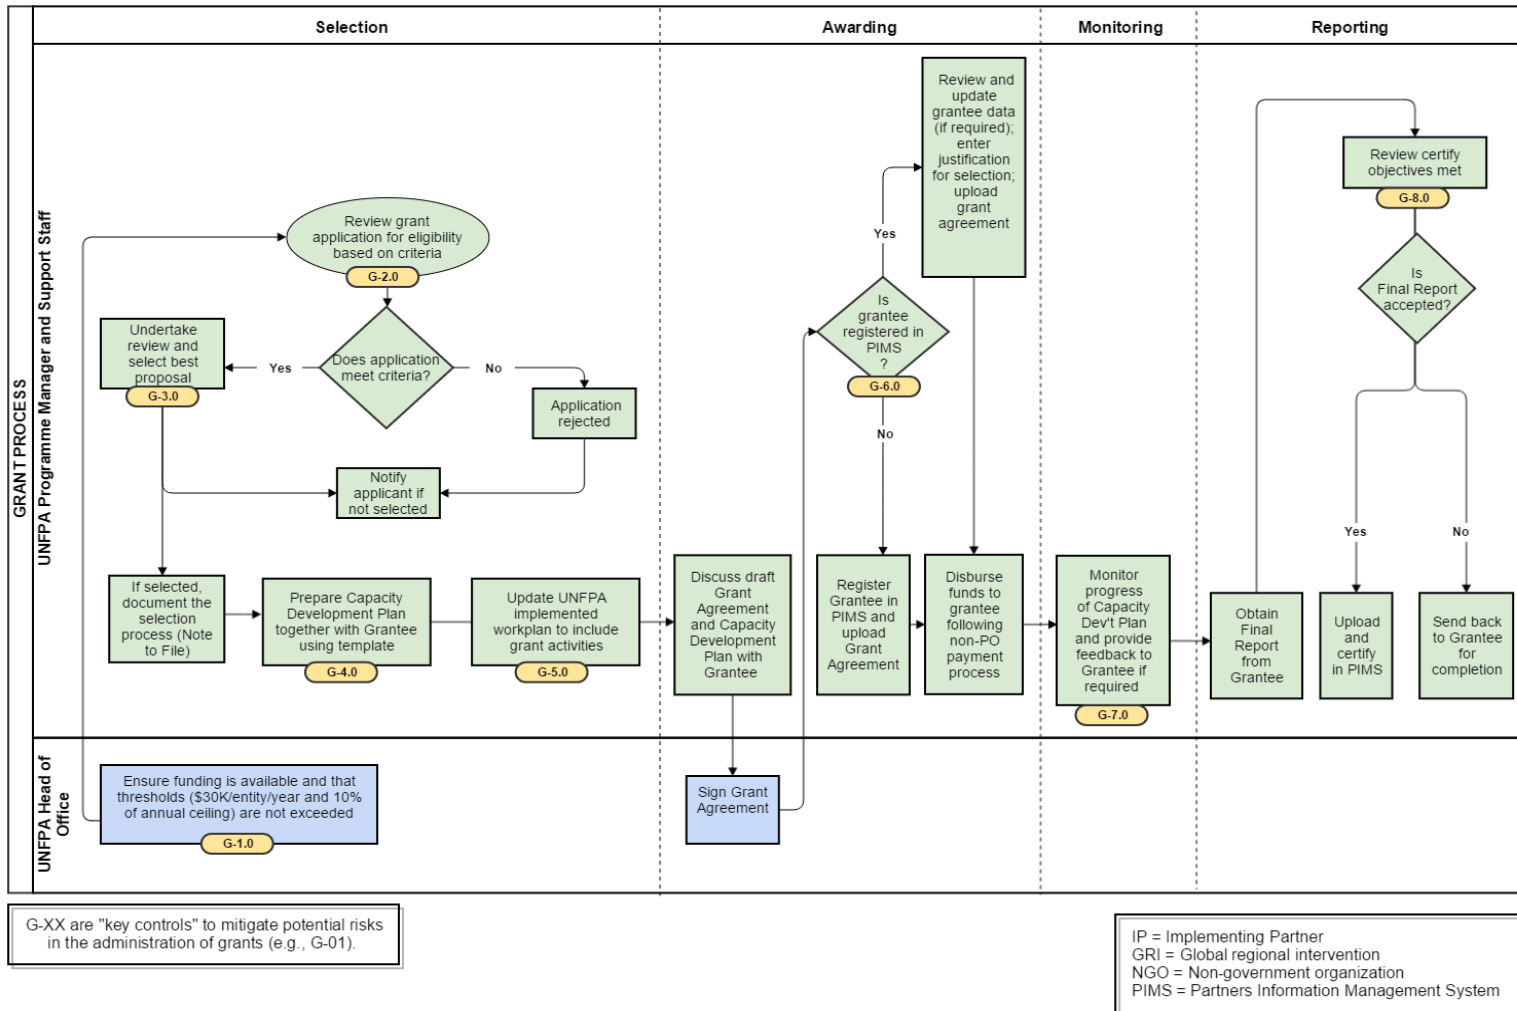 Selection
Awarding
Monitoring
Reporting
GRANT PROCESS
UNFPA Programme Manager and Support Staff
Review grant
application for eligibility
based on criteria
G-2.0
Does application
meet criteria?
Yes
No
Undertake
review and
select best
proposal
G-3.0
Application
rejected
Notify
applicant if
not selected
If selected,
document the
selection
process (Note
to File)
Prepare Capacity
Development Plan
together with Grantee
using template
G-4.0
Update UNFPA
implemented
workplan to include
grant activities
G-5.0
Discuss draft
Grant
Agreement
and Capacity
Development
Plan with
Grantee
Review and
update
grantee data
(if required);
enter
justification
for selection;
upload
grant
agreement
Yes
Is
grantee
registered in
PIMS
?
G-6.0
No
Register
Grantee in
PIMS and
upload
Grant
Agreement
Disburse
funds to
grantee
following
non-PO
payment
process
Monitor
progress
of Capacity
Dev't Plan
and provide
feedback to
Grantee if
required
G-7.0
Review certify
objectives met
G-8.0
Is
Final Report
accepted?
Yes
No
Obtain
Final
Report
from
Grantee
Upload
and
certify
in PIMS
Send back
to Grantee
for
completion
UNFPA Head of
Office
Ensure funding is available and that
thresholds ($30K/entity/year and 10%
of annual ceiling) are not exceeded
G-1.0
Sign Grant
Agreement
G-XX are "key controls" to mitigate potential risks
in the administration of grants (e.g., G-01).
IP = Implementing Partner
GRI = Global regional intervention
NGO = Non-government organization
PIMS = Partners Information Management System